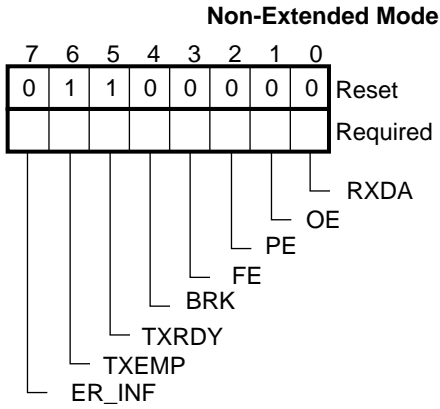 Non-Extended Mode
7 6 5 4 3 2 1 0
0 1 1 0 0 0 0 0 Reset
Required
RXDA
OE
PE
FE
BRK
TXRDY
TXEMP
ER_INF